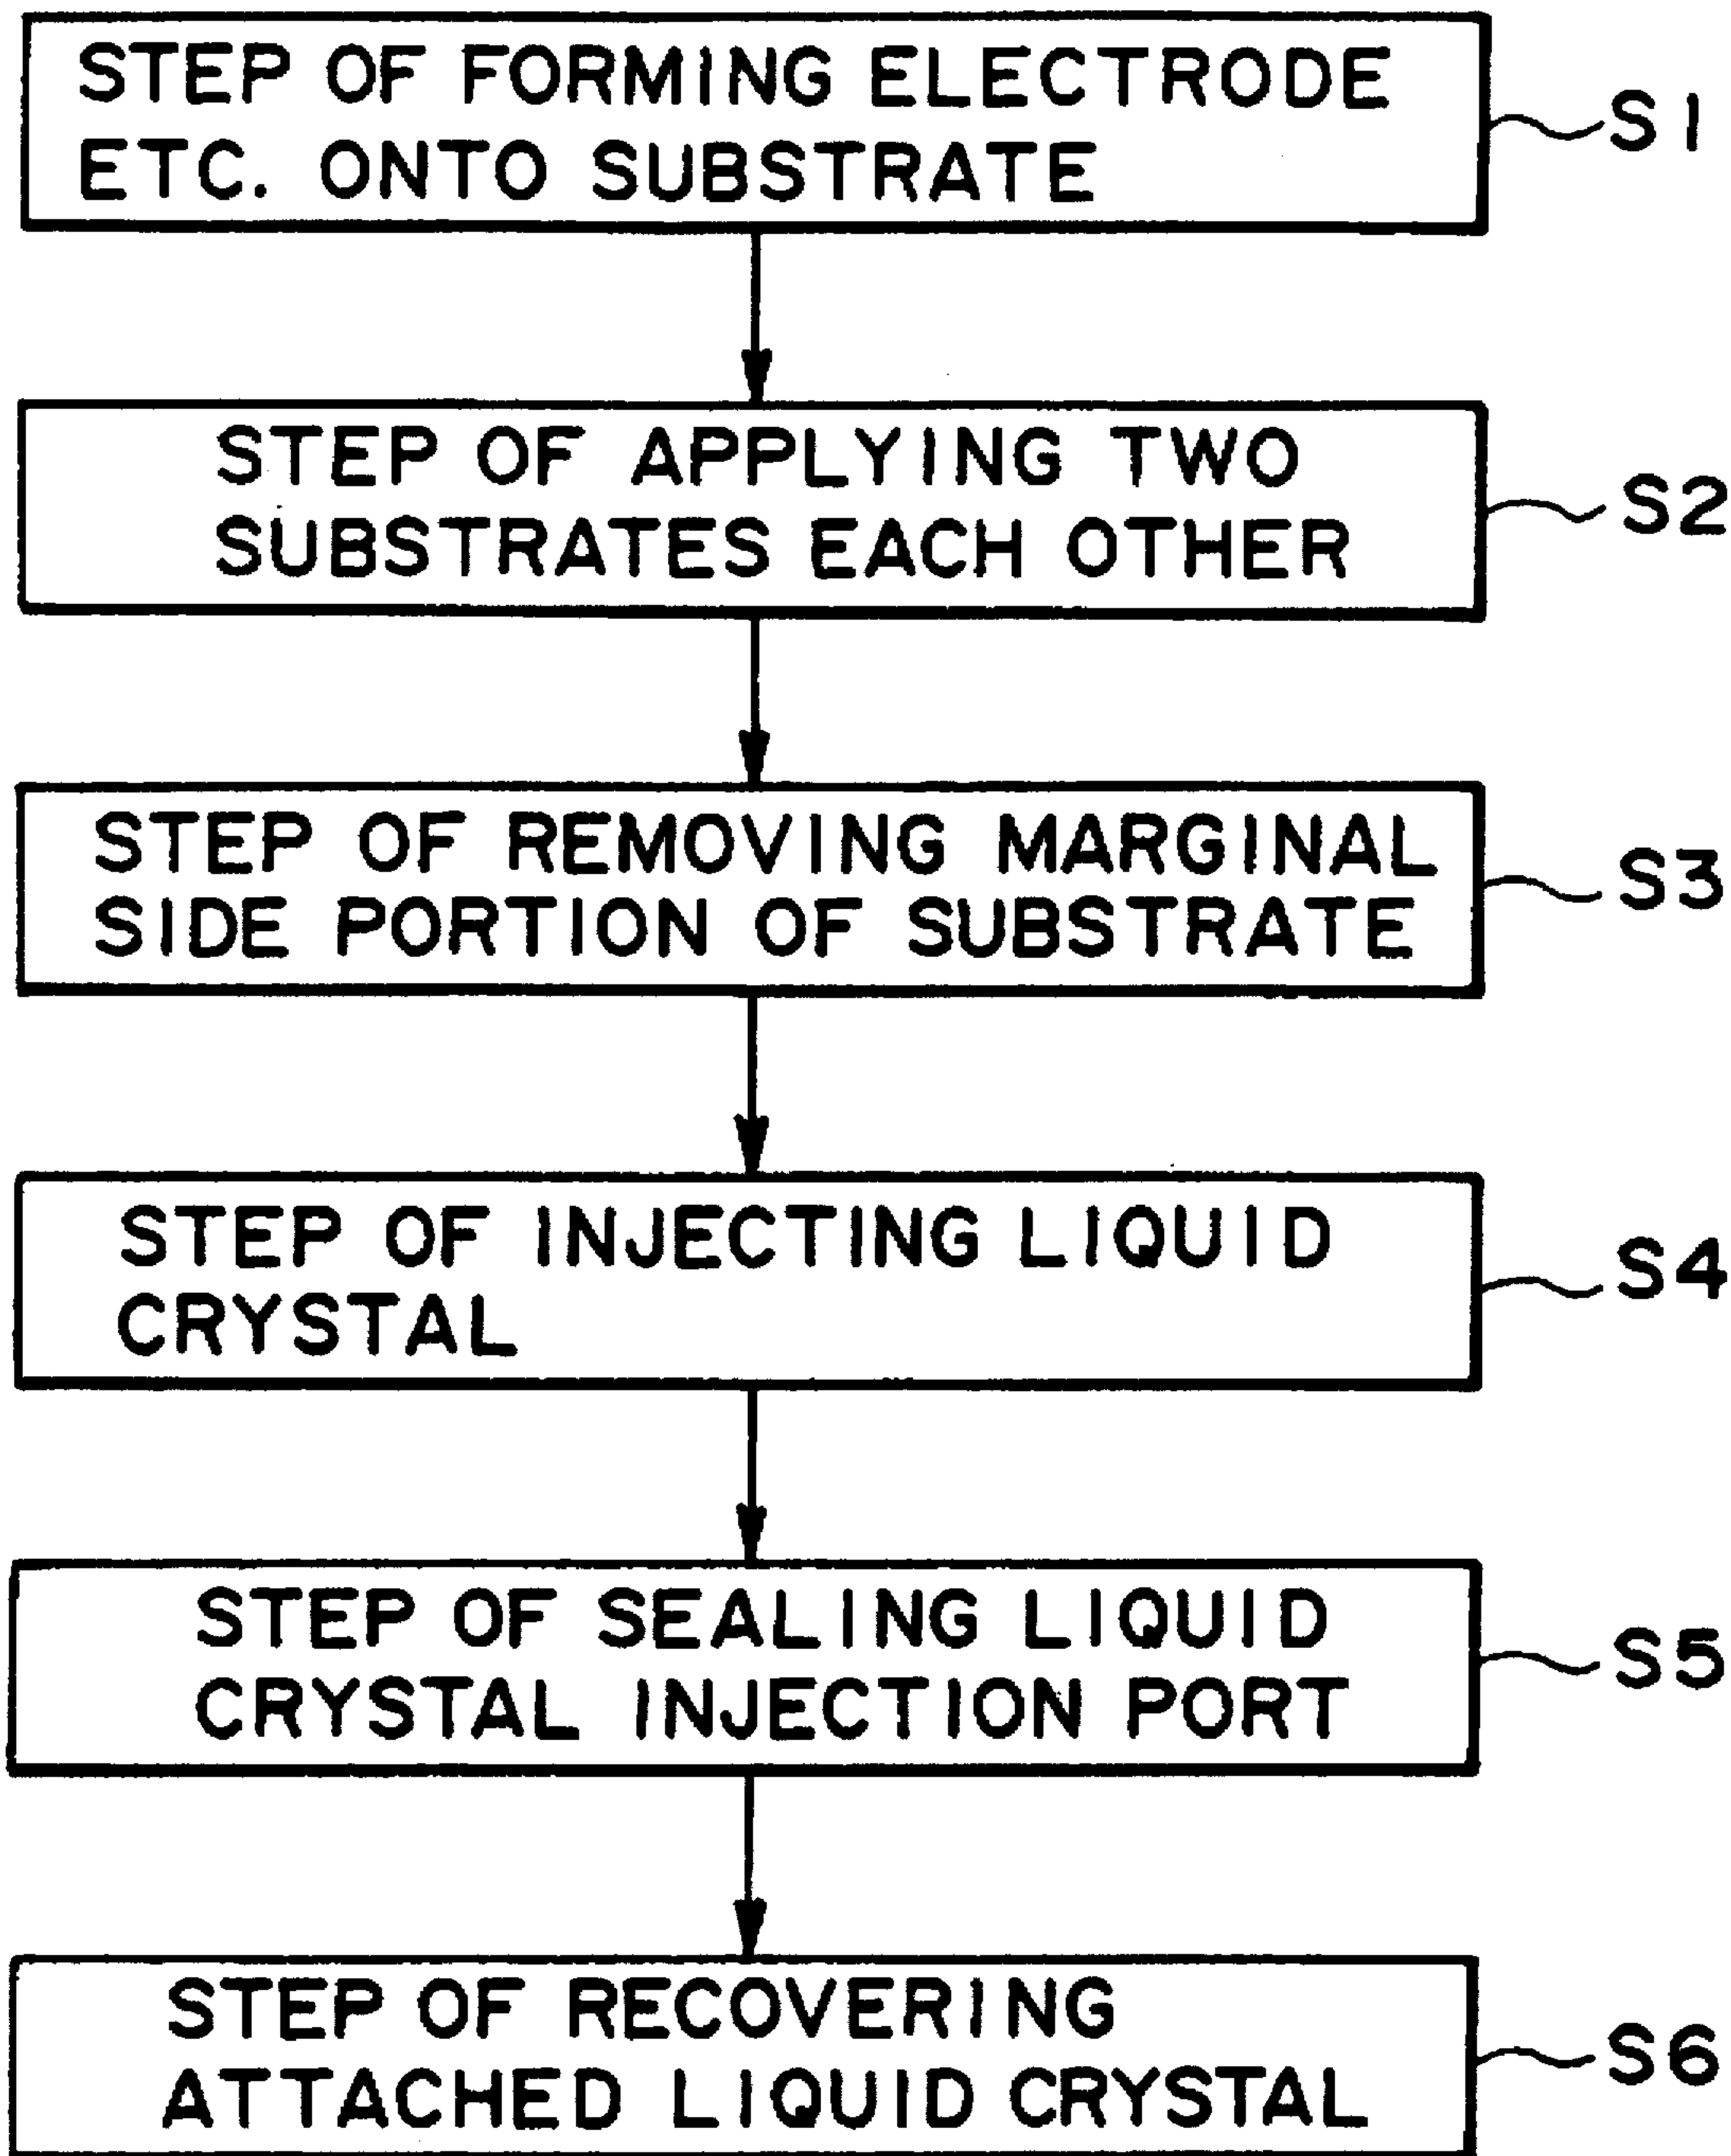 STEP OF FORMING ELECTRODE
ETC. ONTO SUBSTRATE
S1
STEP OF APPLYING TWO
SUBSTRATES EACH OTHER
S2
STEP OF REMOVING MARGINAL
SIDE PORTION OF SUBSTRATE
S3
STEP OF INJECTING LIQUID
CRYSTAL
S4
STEP OF SEALING LIQUID
CRYSTAL INJECTION PORT
S5
STEP OF RECOVERING
ATTACHED LIQUID CRYSTAL
S6